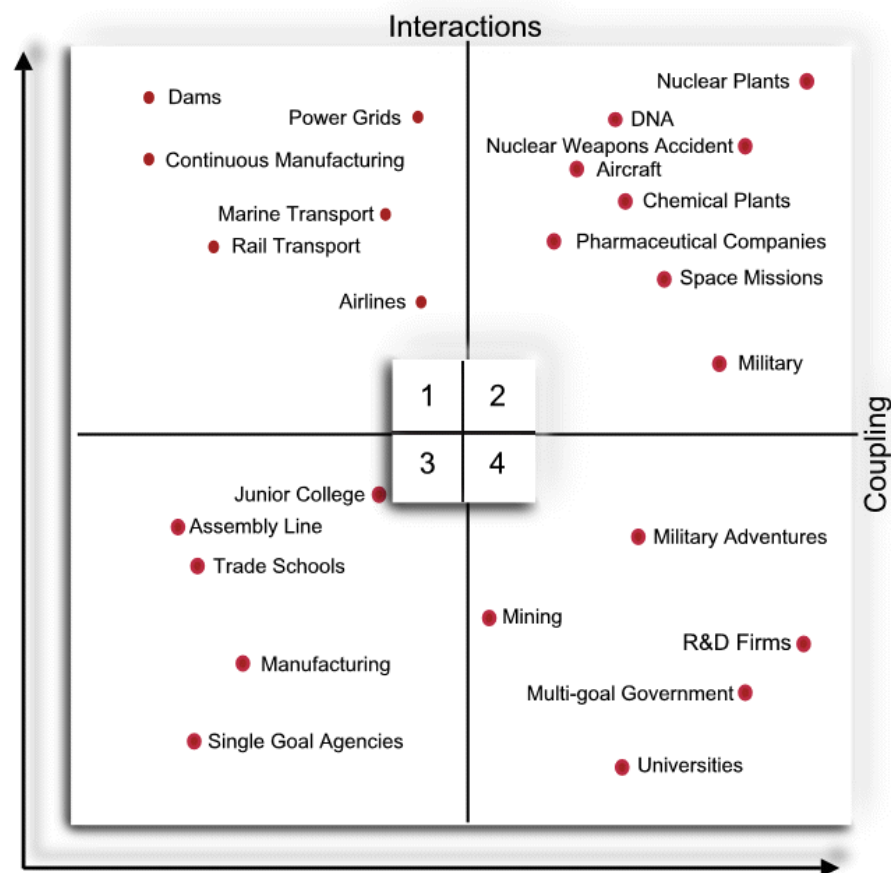 Interactions
Nuclear Plants
Dams
Power Grids
DNA
Nuclear Weapons Accident
Continuous Manufacturing
Aircraft
Chemical Plants
Marine Transport
Rail Transport
Pharmaceutical Companies
Space Missions
Airlines
Military
1
2
3
4
Coupling
Junior College
Assembly Line
Military Adventures
Trade Schools
Mining
R&D Firms
Manufacturing
Multi-goal Government
Single Goal Agencies
Universities